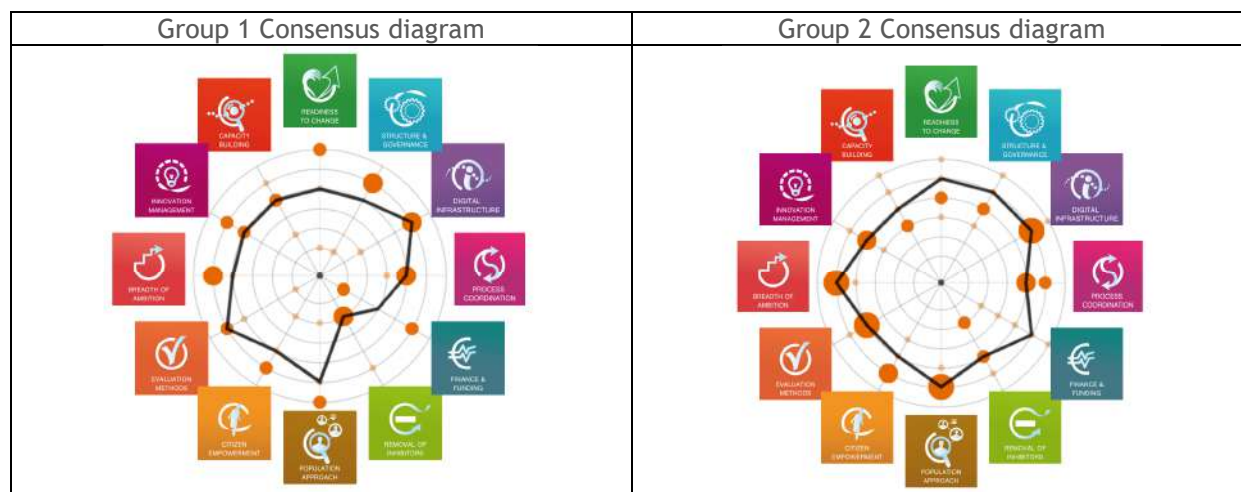 Group 1 Consensus diagram
Group 2 Consensus diagram
READINESS
TO CHANGE
STRUCTURE &
GOVERNANCE
DIGITAL
INFRASTRUCTURE
PROCESS
COORDINATION
FINANCE &
FUNDING
REMOVAL OF
INHIBITORS
POPULATION
APPROACH
CITIZEN
EMPOWERMENT
EVALUATION
METHODS
BREADTH OF
AMBITION
INNOVATION
MANAGEMENT
CAPACITY
BUILDING
READINESS
TO CHANGE
STRUCTURE &
GOVERNANCE
DIGITAL
INFRASTRUCTURE
PROCESS
COORDINATION
FINANCE &
FUNDING
REMOVAL OF
INHIBITORS
POPULATION
APPROACH
CITIZEN
EMPOWERMENT
EVALUATION
METHODS
BREADTH OF
AMBITION
INNOVATION
MANAGEMENT
CAPACITY
BUILDING